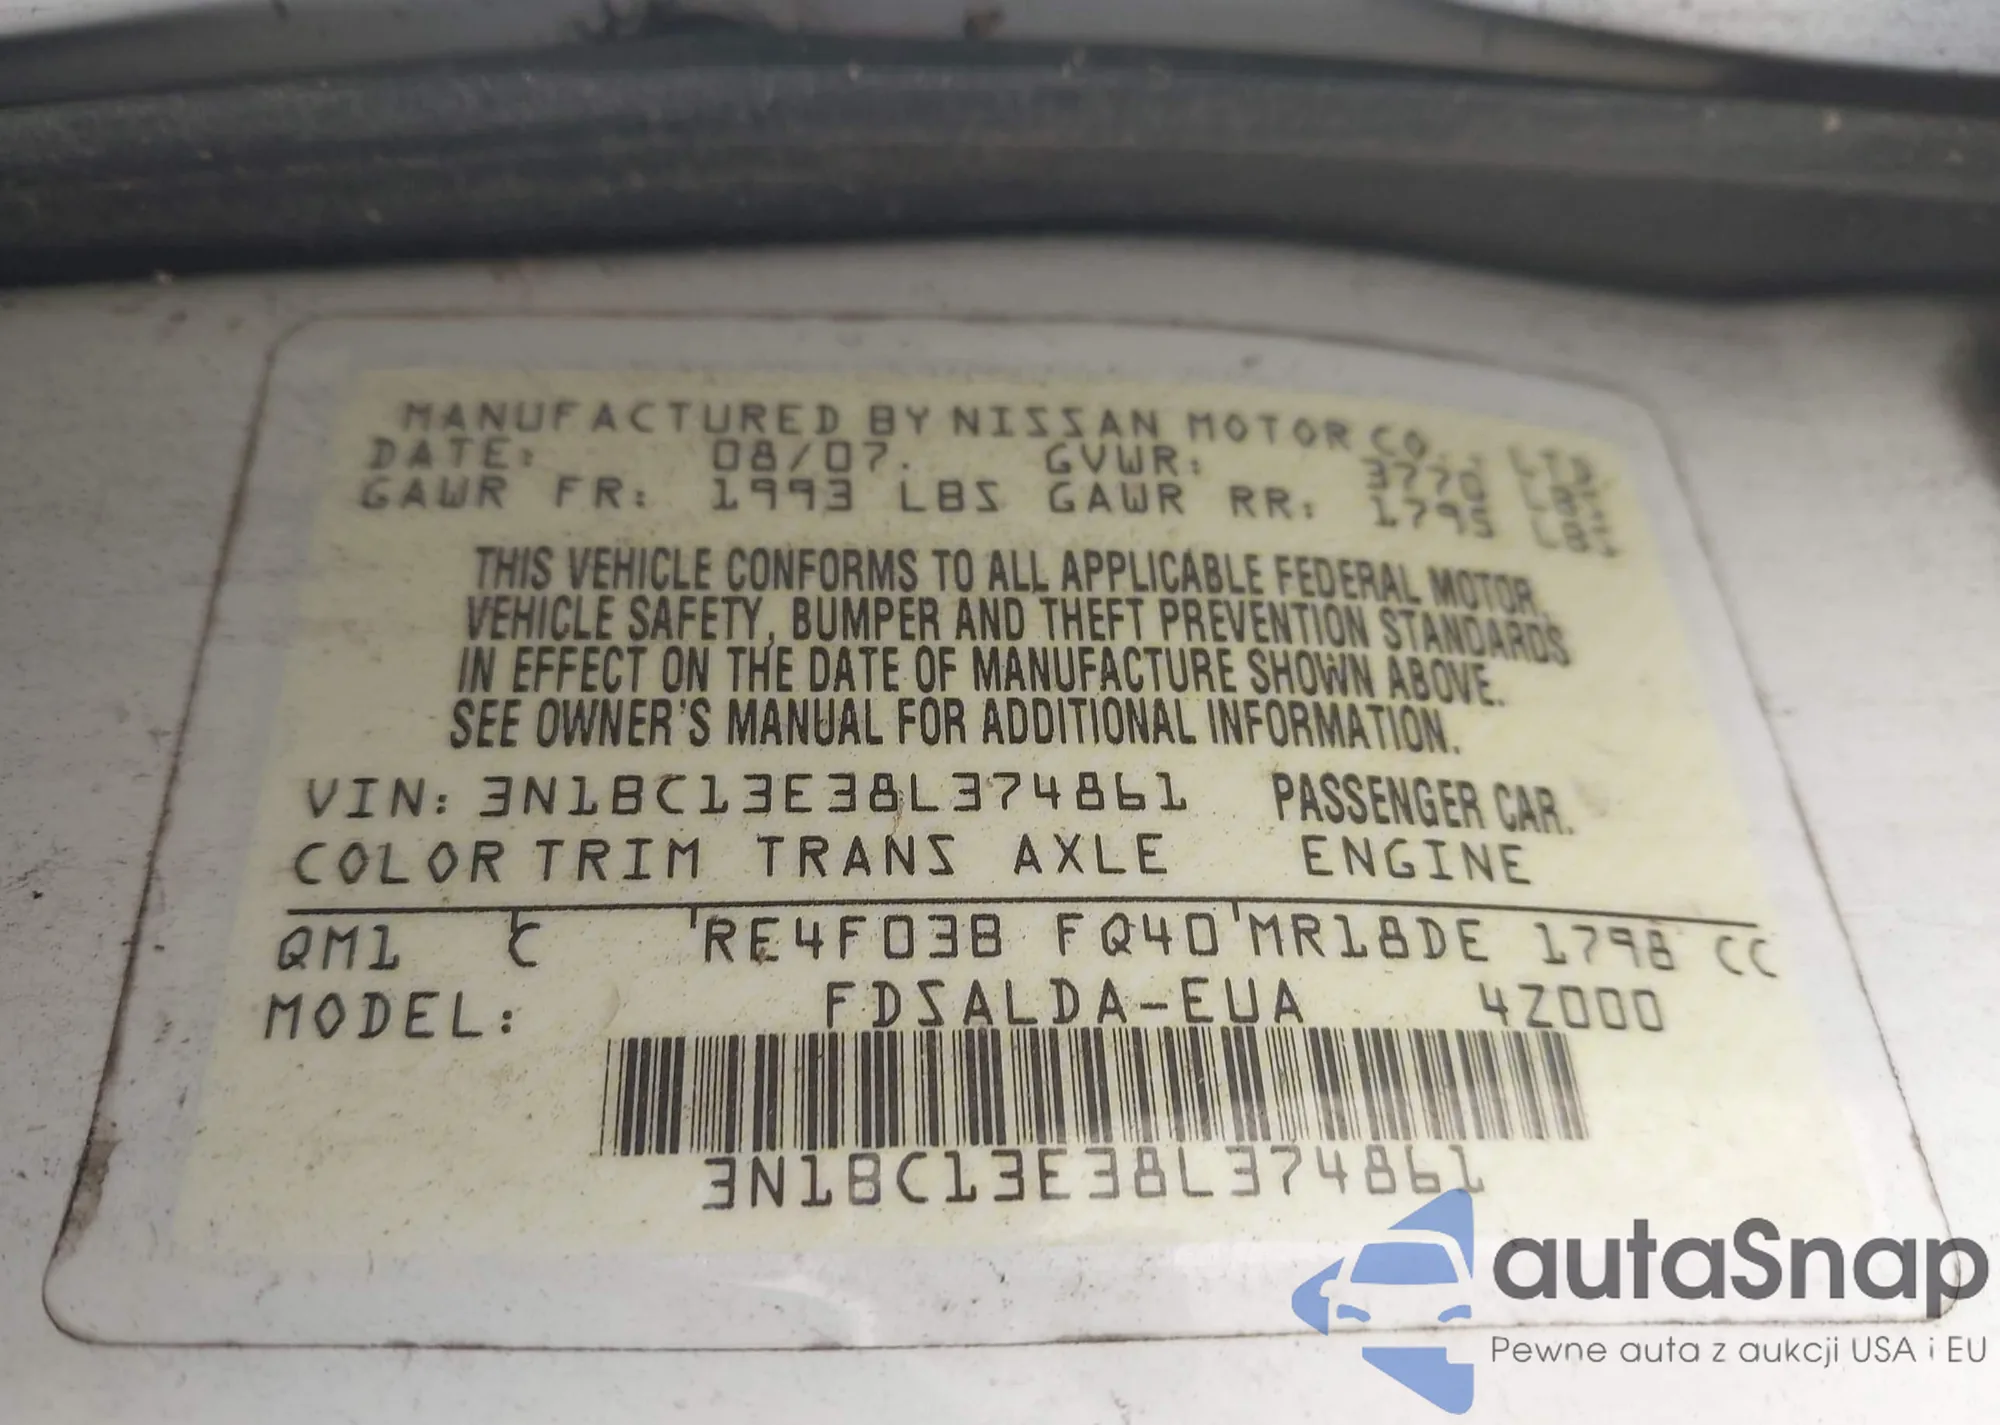 MANUFACTURED BY NISSAN MOTOR CO., LTD.
DATE: 08/07. GVWR: 3770 LBS
GAWR FR: 1993 LBS GAWR RR: 1795 LBS
THIS VEHICLE CONFORMS TO ALL APPLICABLE FEDERAL MOTOR
VEHICLE SAFETY, BUMPER AND THEFT PREVENTION STANDARDS
IN EFFECT ON THE DATE OF MANUFACTURE SHOWN ABOVE.
SEE OWNER'S MANUAL FOR ADDITIONAL INFORMATION.
VIN: 3N1BC13E38L374861 PASSENGER CAR.
COLOR TRIM TRANS AXLE ENGINE
QM1 C RE4F03B FQ40 MR18DE 1798 CC
MODEL: FDSALDA-EUA 4Z000
3N1BC13E38L374861
autaSnap
Pewne auta z aukcji USA i EU